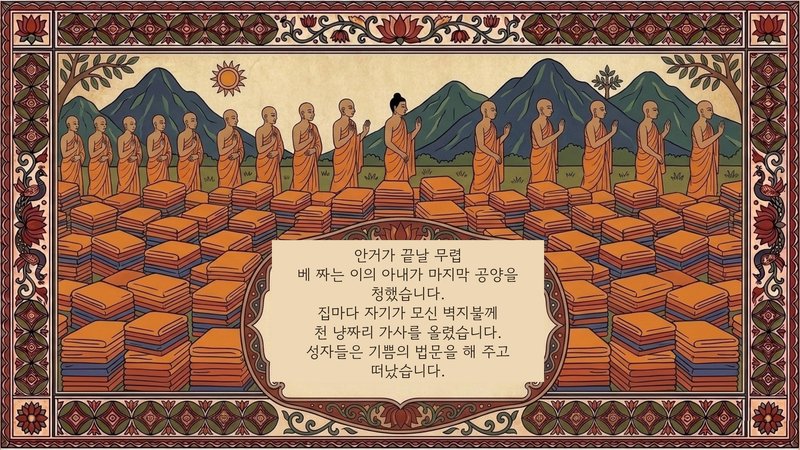 안거가 끝날 무렵
베 짜는 이의 아내가 마지막 공양을
청했습니다.
집마다 자기가 모신 벽지불께
천 냥짜리 가사를 올렸습니다.
성자들은 기쁨의 법문을 해 주고
떠났습니다.